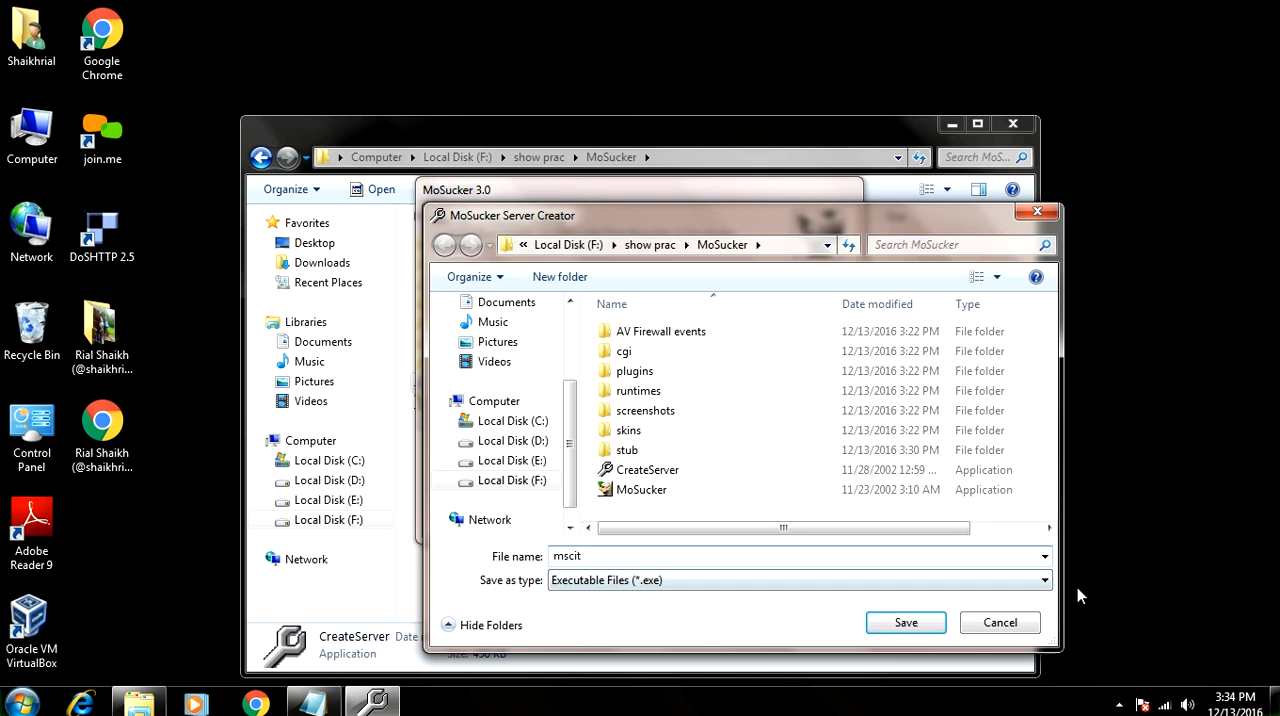 Shaikhrial
Google
Chrome
Computer
join.me
Network
DoSHTTP 2.5
Recycle Bin
Rial Shaikh
(@shaikhri...
Control
Panel
Rial Shaikh
(@shaikhri...
Adobe
Reader 9
Oracle VM
VirtualBox
Computer
Local Disk (F:)
show prac
MoSucker
Search MoS...
Organize
Open
Favorites
Desktop
Downloads
Recent Places
Libraries
Documents
Music
Pictures
Videos
Computer
Local Disk (C:)
Local Disk (D:)
Local Disk (E:)
Local Disk (F:)
Network
CreateServer Date
Application
MoSucker 3.0
MoSucker Server Creator
« Local Disk (F:)
show prac
MoSucker
Search MoSucker
Organize
New folder
Documents
Music
Pictures
Videos
Computer
Local Disk (C:)
Local Disk (D:)
Local Disk (E:)
Local Disk (F:)
Network
Name Date modified Type
AV Firewall events 12/13/2016 3:22 PM File folder
cgi 12/13/2016 3:22 PM File folder
plugins 12/13/2016 3:22 PM File folder
runtimes 12/13/2016 3:22 PM File folder
screenshots 12/13/2016 3:22 PM File folder
skins 12/13/2016 3:22 PM File folder
stub 12/13/2016 3:30 PM File folder
CreateServer 11/28/2002 12:59 ... Application
MoSucker 11/23/2002 3:10 AM Application
File name: mscit
Save as type: Executable Files (*.exe)
Hide Folders
Save
Cancel
3:34 PM
12/13/2016